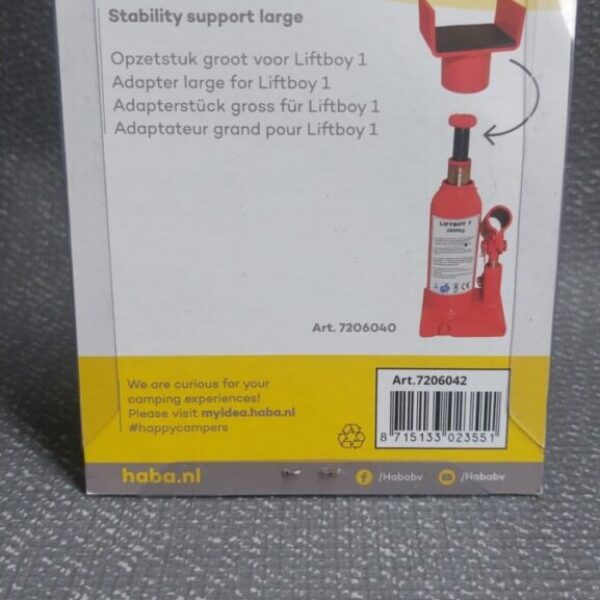 Stability support large
Opzetstuk groot voor Liftboy 1
Adapter large for Liftboy 1
Adapterstück gross für Liftboy 1
Adaptateur grand pour Liftboy 1
LIFTBOY 1
2000kg
Art. 7206040
We are curious for your
camping experiences!
Please visit myidea.haba.nl
#happycampers
Art.7206042
8 715133 023551
haba.nl
/Hababv
/Hababv